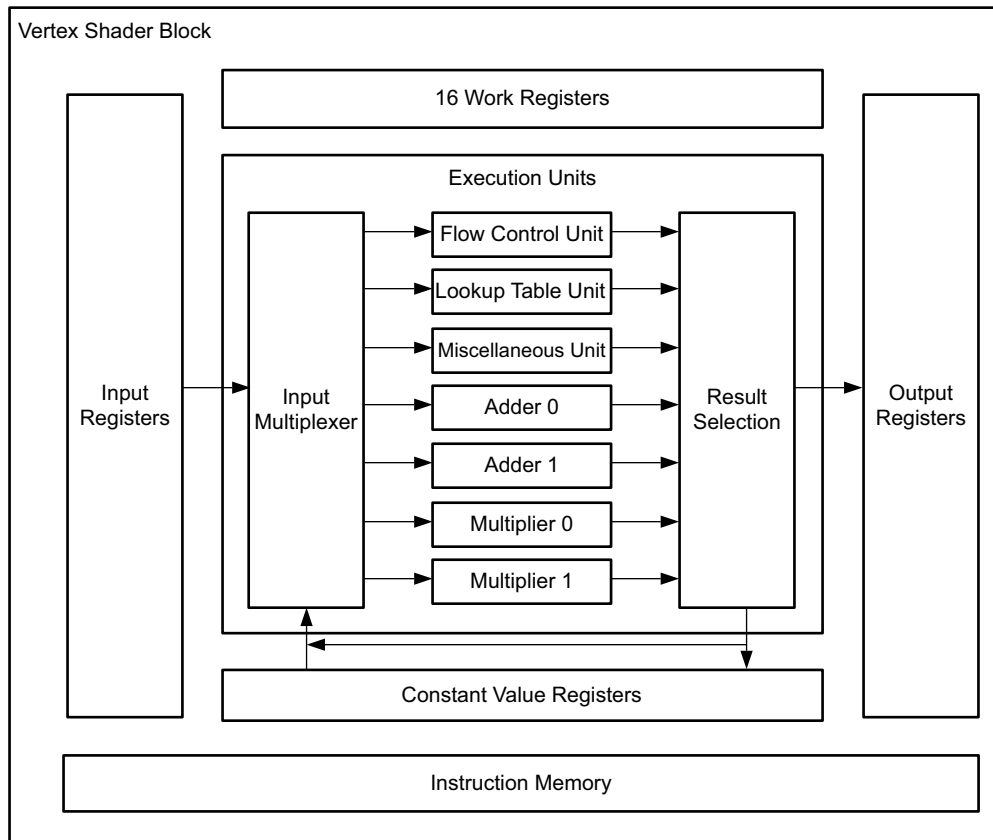 Vertex Shader Block
16 Work Registers
Execution Units
Input
Registers
Input
Multiplexer
Flow Control Unit
Lookup Table Unit
Miscellaneous Unit
Adder 0
Adder 1
Multiplier 0
Multiplier 1
Result
Selection
Output
Registers
Constant Value Registers
Instruction Memory